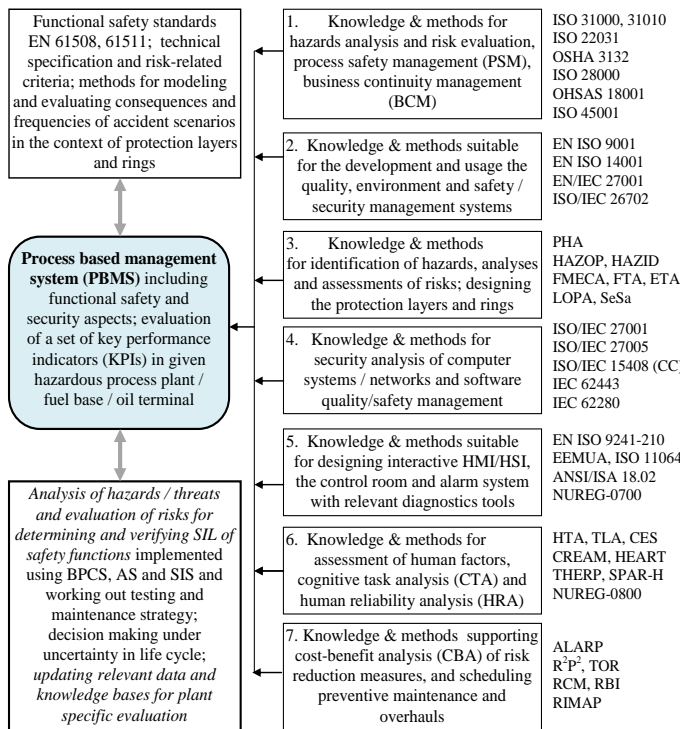 Functional safety standards
EN 61508, 61511; technical
specification and risk-related
criteria; methods for modeling
and evaluating consequences and
frequencies of accident scenarios
in the context of protection layers
and rings
Process based management
system (PBMS) including
functional safety and
security aspects; evaluation
of a set of key performance
indicators (KPIs) in given
hazardous process plant /
fuel base / oil terminal
Analysis of hazards / threats
and evaluation of risks for
determining and verifying SIL of
safety functions implemented
using BPCS, AS and SIS and
working out testing and
maintenance strategy;
decision making under
uncertainty in life cycle;
updating relevant data and
knowledge bases for plant
specific evaluation
1. Knowledge & methods for
hazards analysis and risk evaluation,
process safety management (PSM),
business continuity management
(BCM)
ISO 31000, 31010
ISO 22031
OSHA 3132
ISO 28000
OHSAS 18001
ISO 45001
2. Knowledge & methods suitable
for the development and usage the
quality, environment and safety /
security management systems
EN ISO 9001
EN ISO 14001
EN/IEC 27001
ISO/IEC 26702
3. Knowledge & methods
for identification of hazards, analyses
and assessments of risks; designing
the protection layers and rings
PHA
HAZOP, HAZID
FMECA, FTA, ETA
LOPA, SeSa
4. Knowledge & methods for
security analysis of computer
systems / networks and software
quality/safety management
ISO/IEC 27001
ISO/IEC 27005
ISO/IEC 15408 (CC)
IEC 62443
IEC 62280
5. Knowledge & methods suitable
for designing interactive HMI/HSI,
the control room and alarm system
with relevant diagnostics tools
EN ISO 9241-210
EEMUA, ISO 11064
ANSI/ISA 18.02
NUREG-0700
6. Knowledge & methods for
assessment of human factors,
cognitive task analysis (CTA) and
human reliability analysis (HRA)
HTA, TLA, CES
CREAM, HEART
THERP, SPAR-H
NUREG-0800
7. Knowledge & methods supporting
cost-benefit analysis (CBA) of risk
reduction measures, and scheduling
preventive maintenance and
overhauls
ALARP
R²P², TOR
RCM, RBI
RIMAP